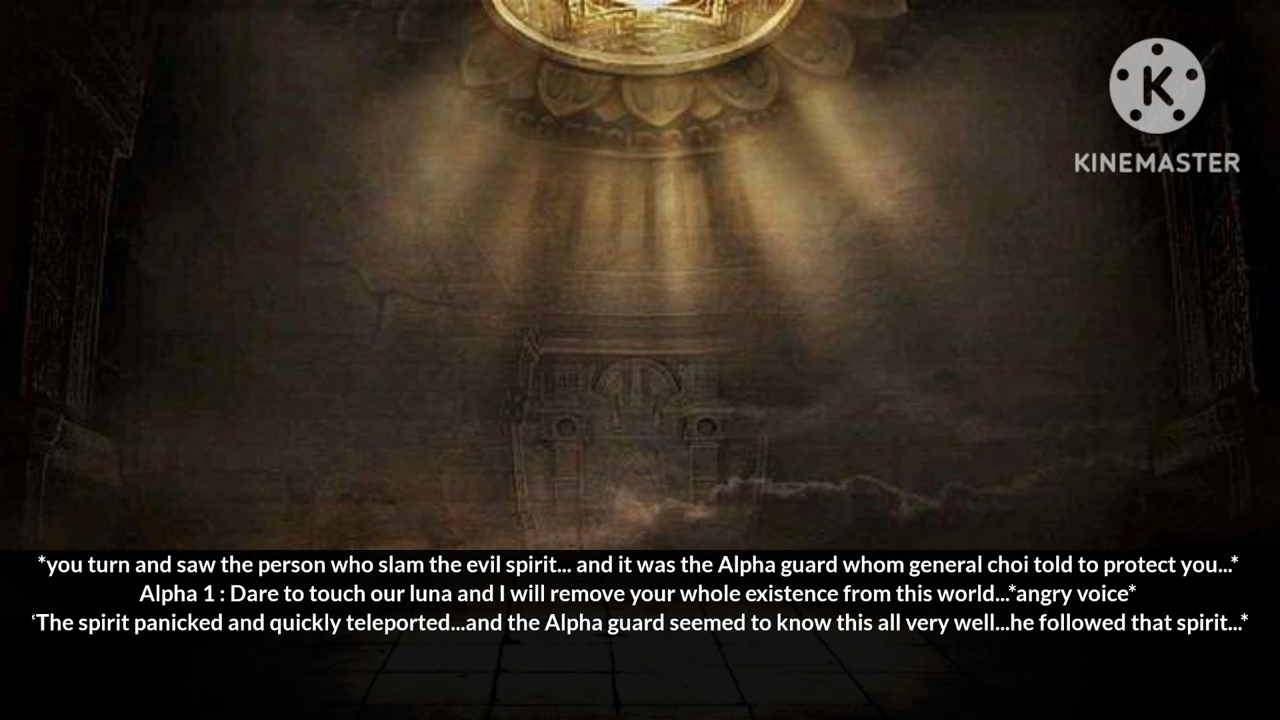 K
KINEMASTER
*you turn and saw the person who slam the evil spirit... and it was the Alpha guard whom general choi told to protect you...*
Alpha 1 : Dare to touch our luna and I will remove your whole existence from this world...*angry voice*
*The spirit panicked and quickly teleported...and the Alpha guard seemed to know this all very well...he followed that spirit...*